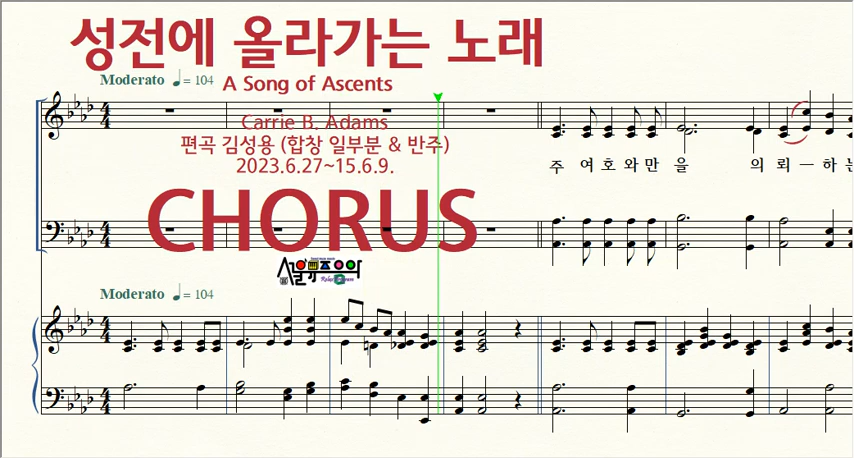 성전에 올라가는 노래
Moderato ♩= 104
A Song of Ascents
Carrie B. Adams
편곡 김성용 (합창 일부분 & 반주)
2023.6.27~15.6.9.
주 여호와만 을 의 뢰 ― 하 는
CHORUS
Moderato ♩= 104